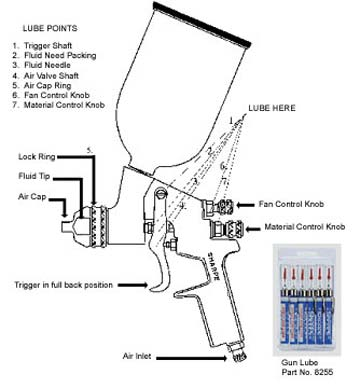 LUBE POINTS
1. Trigger Shaft
2. Fluid Need Packing
3. Fluid Needle
4. Air Valve Shaft
5. Air Cap Ring
6. Fan Control Knob
7. Material Control Knob
LUBE HERE
1.
2.
3.
4.
5.
6.
Lock Ring
Fluid Tip
Air Cap
Fan Control Knob
Material Control Knob
SHARPE
Trigger in full back position
Air Inlet
Gun Lube
Part No. 8255